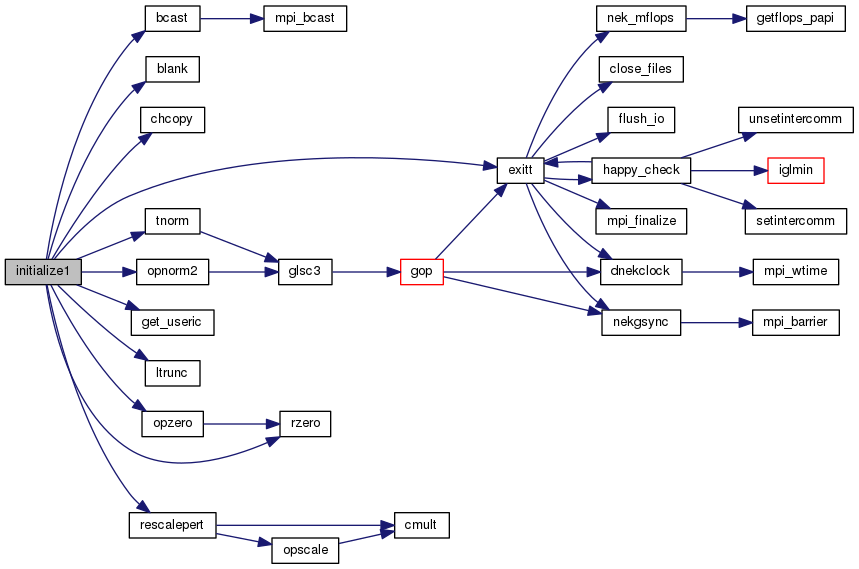 bcast
mpi_bcast
nek_mflops
getflops_papi
blank
close_files
chcopy
flush_io
unsetintercomm
exitt
happy_check
iglmin
tnorm
mpi_finalize
setintercomm
initialize1
opnorm2
glsc3
gop
dnekclock
mpi_wtime
get_useric
nekgsync
mpi_barrier
ltrunc
opzero
rzero
rescalepert
cmult
opscale